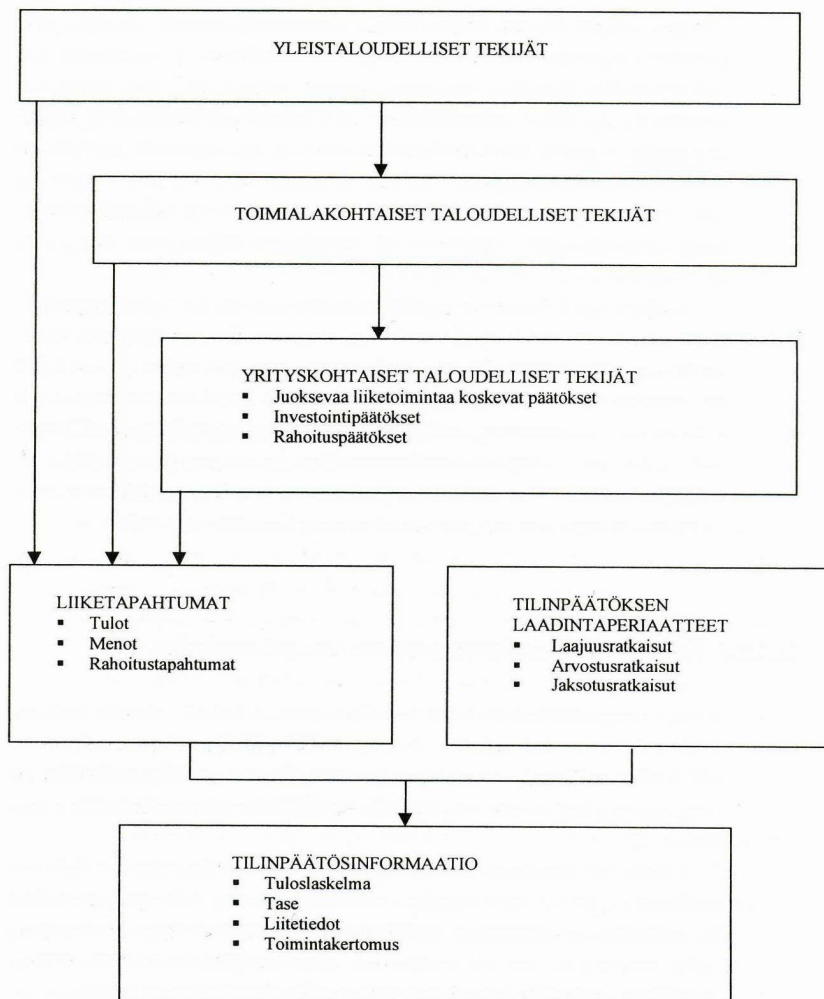 YLEISTALOUDELLISET TEKIJÄT
TOIMIALAKOHTAISET TALOUDELLISET TEKIJÄT
YRITYSKOHTAISET TALOUDELLISET TEKIJÄT
▪ Juoksevaa liiketoimintaa koskevat päätökset
▪ Investointipäätökset
▪ Rahoituspäätökset
LIIKETAPAHTUMAT
▪ Tulot
▪ Menot
▪ Rahoitustapahtumat
TILINPÄÄTÖKSEN
LAADINTAPERIAATTEET
▪ Laajuusratkaisut
▪ Arvostusratkaisut
▪ Jaksotusratkaisut
TILINPÄÄTÖSINFORMAATIO
▪ Tuloslaskelma
▪ Tase
▪ Liitetiedot
▪ Toimintakertomus